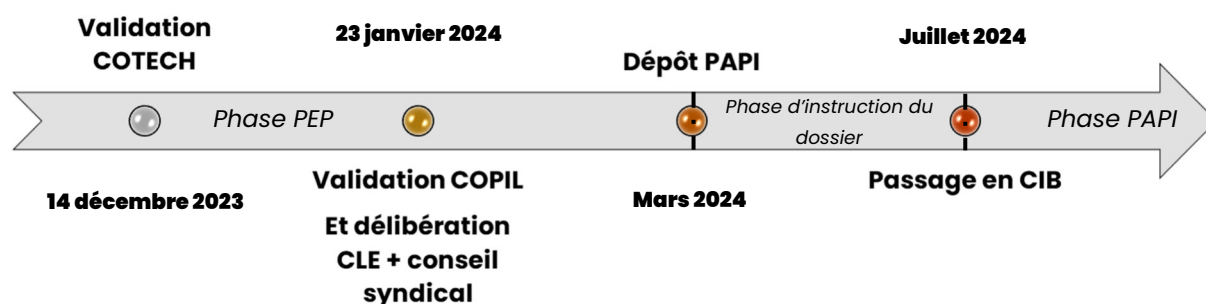 Validation
COTECH
23 janvier 2024
Dépôt PAPI
Juillet 2024
Phase PEP
Phase d’instruction du
dossier
Phase PAPI
14 décembre 2023
Validation COPIL
Et délibération
CLE + conseil
syndical
Mars 2024
Passage en CIB